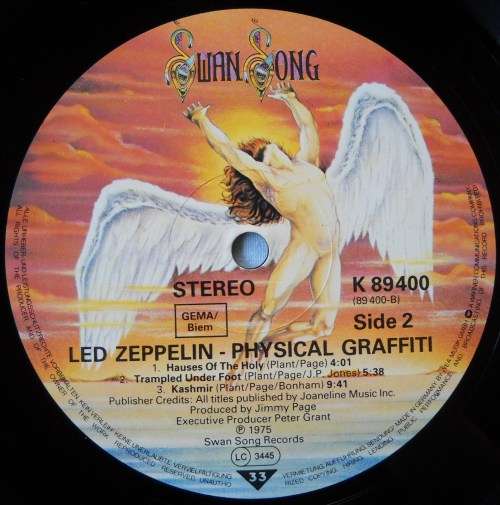 SWAN SONG
STEREO
K 89400
(89 400-B)
GEMA/
Biem
Side 2
LED ZEPPELIN - PHYSICAL GRAFFITI
1. Hauses Of The Holy (Plant/Page) 4:01
2. Trampled Under Foot (Plant/Page/J.P. Jones) 5:38
3. Kashmir (Plant/Page/Bonham) 9:41
Publisher Credits: All titles published by Joaneline Music Inc.
Produced by Jimmy Page
Executive Producer Peter Grant
℗ 1975
Swan Song Records
LC 3445
33